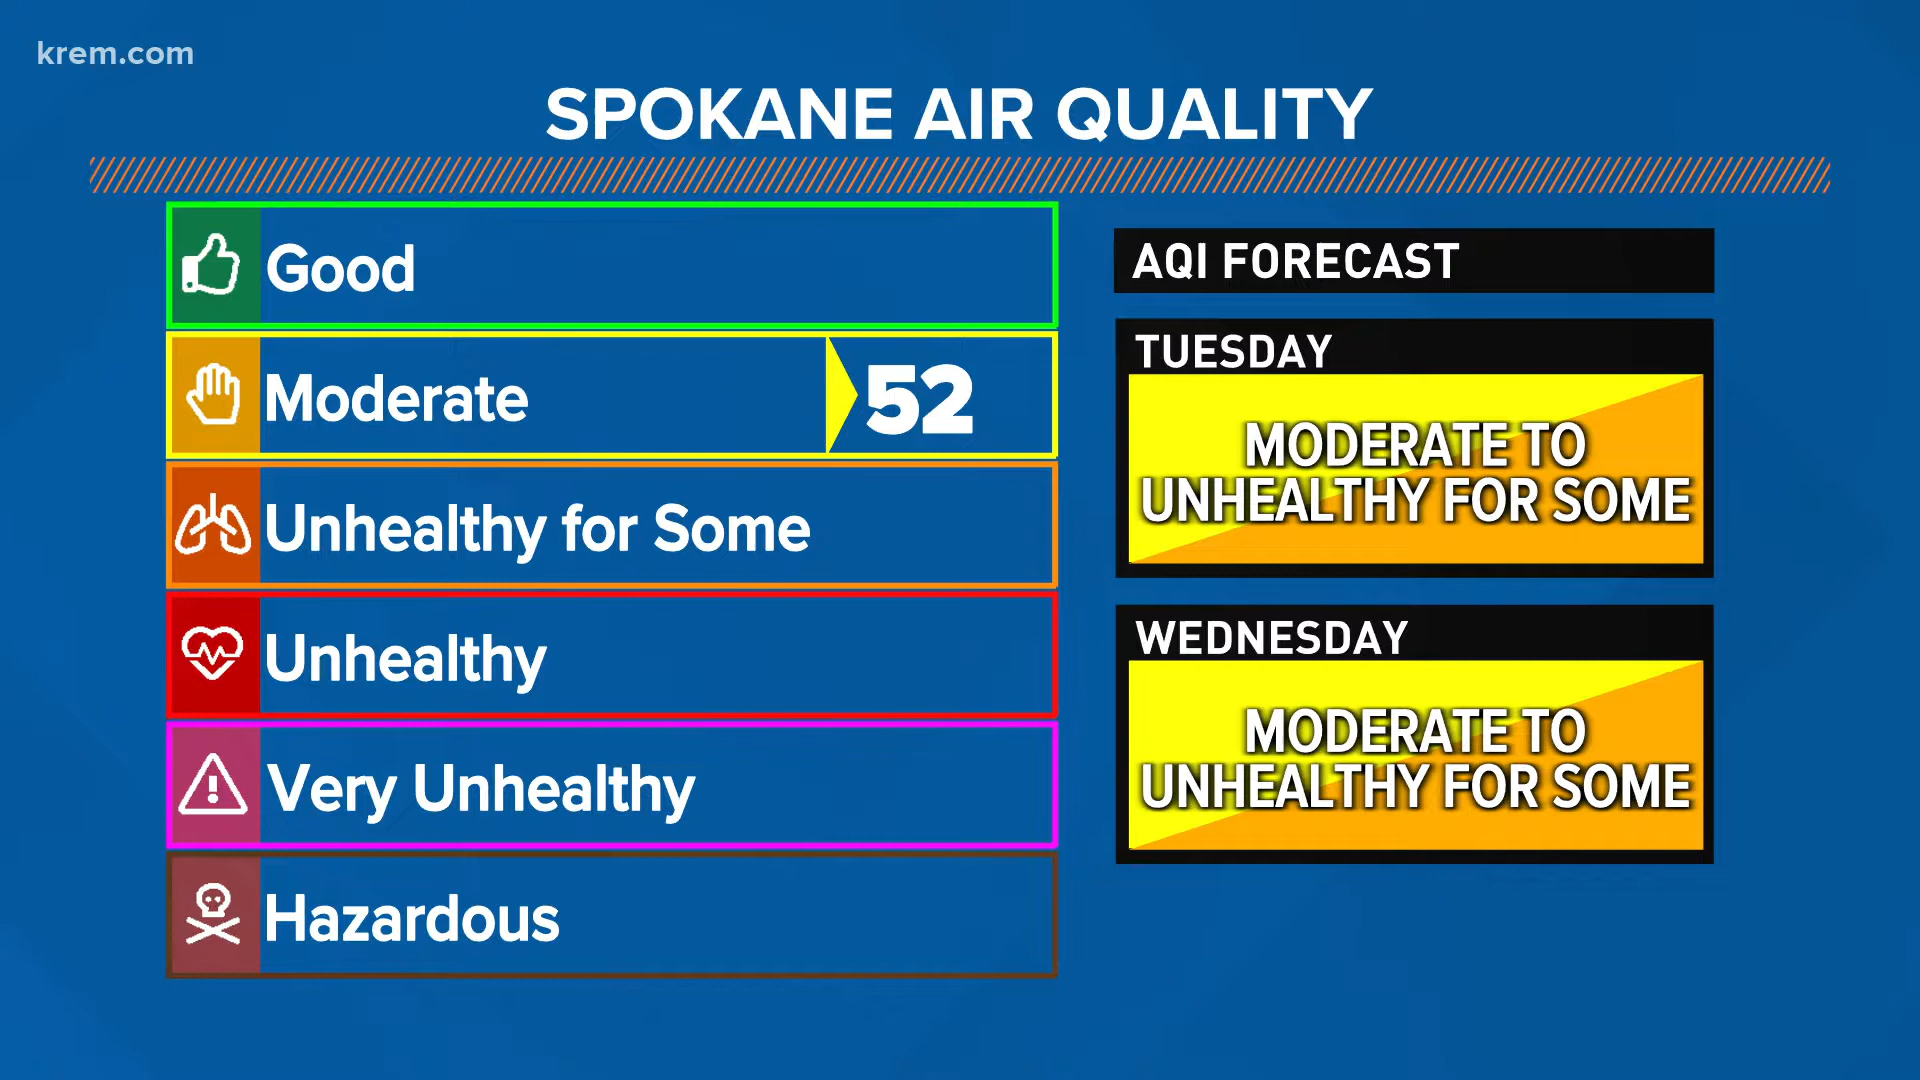 krem.com
SPOKANE AIR QUALITY
Good
Moderate 52
Unhealthy for Some
Unhealthy
Very Unhealthy
Hazardous
AQI FORECAST
TUESDAY
MODERATE TO
UNHEALTHY FOR SOME
WEDNESDAY
MODERATE TO
UNHEALTHY FOR SOME